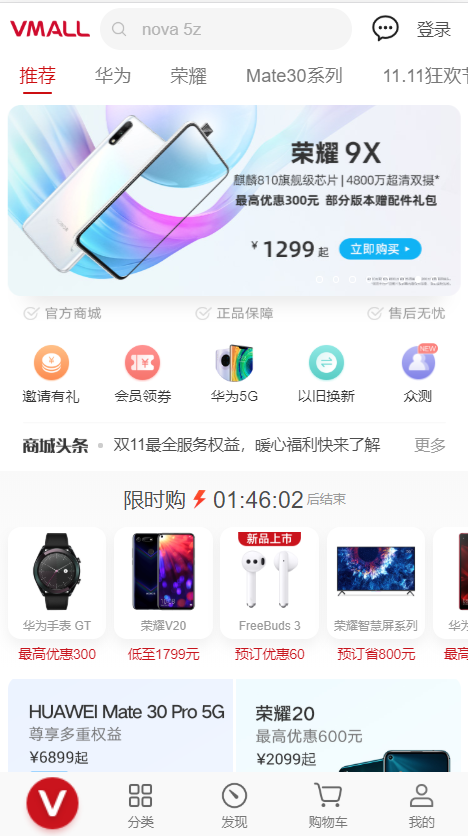 VMALL nova 5z 登录
推荐 华为 荣耀 Mate30系列 11.11狂欢节
荣耀 9X
麒麟810旗舰级芯片 | 4800万超清双摄*
最高优惠300元 部分版本赠配件礼包
¥ 1299 起 立即购买
官方商城 正品保障 售后无忧
NEW
邀请有礼 会员领券 华为5G 以旧换新 众测
商城头条 双11最全服务权益，暖心福利快来了解 更多
限时购 01:46:02 后结束
新品上市
华为手表 GT 荣耀V20 FreeBuds 3 荣耀智慧屏系列 华为
最高优惠300 低至1799元 预订优惠60 预订省800元 最高
HUAWEI Mate 30 Pro 5G
尊享多重权益
¥6899起
荣耀20
最高优惠600元
¥2099起
V 分类 发现 购物车 我的